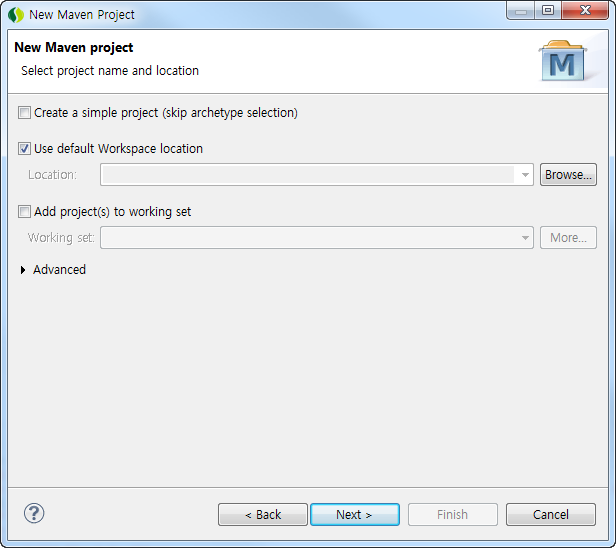 New Maven Project
New Maven project
Select project name and location
M
Create a simple project (skip archetype selection)
Use default Workspace location
Location:
Browse...
Add project(s) to working set
Working set:
More...
Advanced
?
< Back
Next >
Finish
Cancel